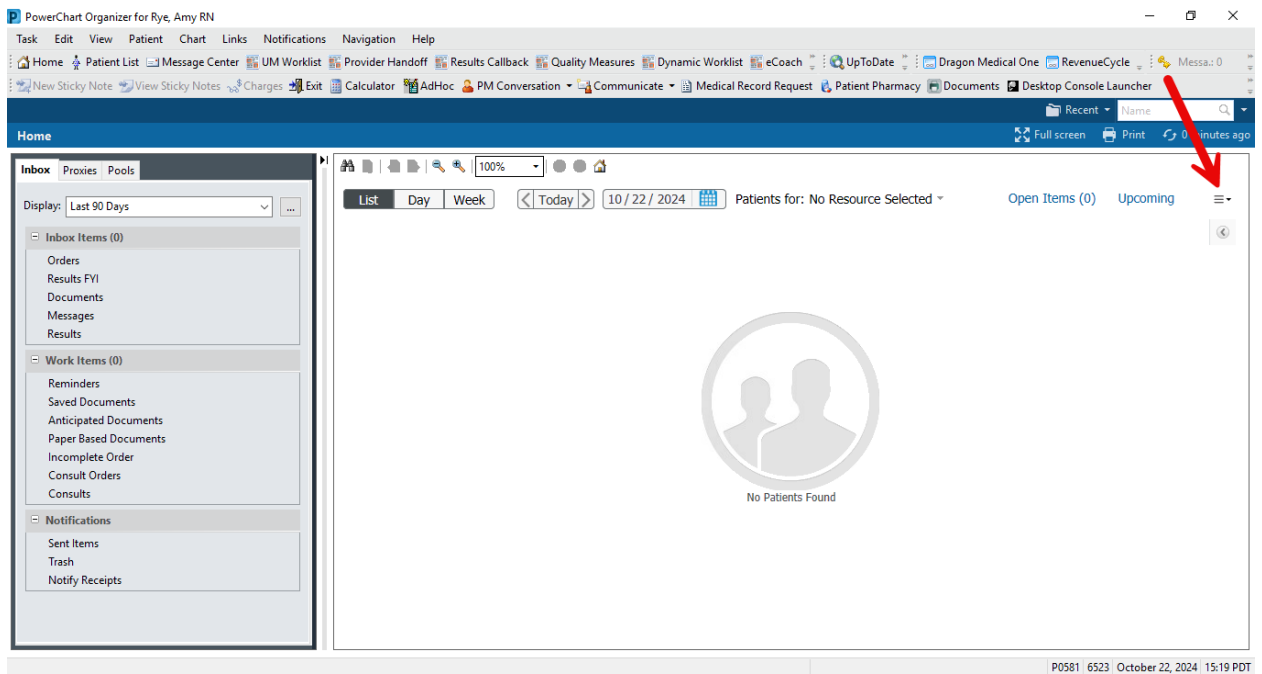 PowerChart Organizer for Rye, Amy RN
Task Edit View Patient Chart Links Notifications Navigation Help
Home Patient List Message Center UM Worklist Provider Handoff Results Callback Quality Measures Dynamic Worklist eCoach UpToDate Dragon Medical One RevenueCycle Messa.: 0
New Sticky Note View Sticky Notes Charges Exit Calculator AdHoc PM Conversation Communicate Medical Record Request Patient Pharmacy Documents Desktop Console Launcher
Recent Name
Home Full screen Print 0 minutes ago
Inbox Proxies Pools
100%
Display: Last 90 Days ...
List Day Week Today 10/22/2024 Patients for: No Resource Selected Open Items (0) Upcoming
Inbox Items (0)
Orders
Results FYI
Documents
Messages
Results
Work Items (0)
Reminders
Saved Documents
Anticipated Documents
Paper Based Documents
Incomplete Order
Consult Orders
Consults
No Patients Found
Notifications
Sent Items
Trash
Notify Receipts
P0581 6523 October 22, 2024 15:19 PDT